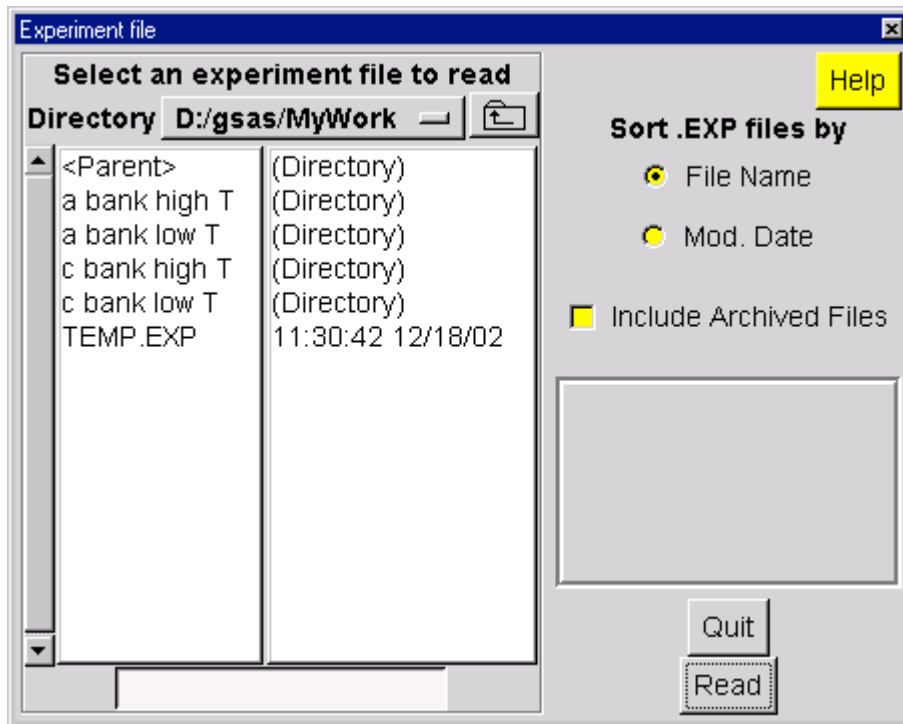 Experiment file
Select an experiment file to read
Directory D:/gsas/MyWork
<Parent> (Directory)
a bank high T (Directory)
a bank low T (Directory)
c bank high T (Directory)
c bank low T (Directory)
TEMP.EXP 11:30:42 12/18/02
Help
Sort .EXP files by
File Name
Mod. Date
Include Archived Files
Quit
Read